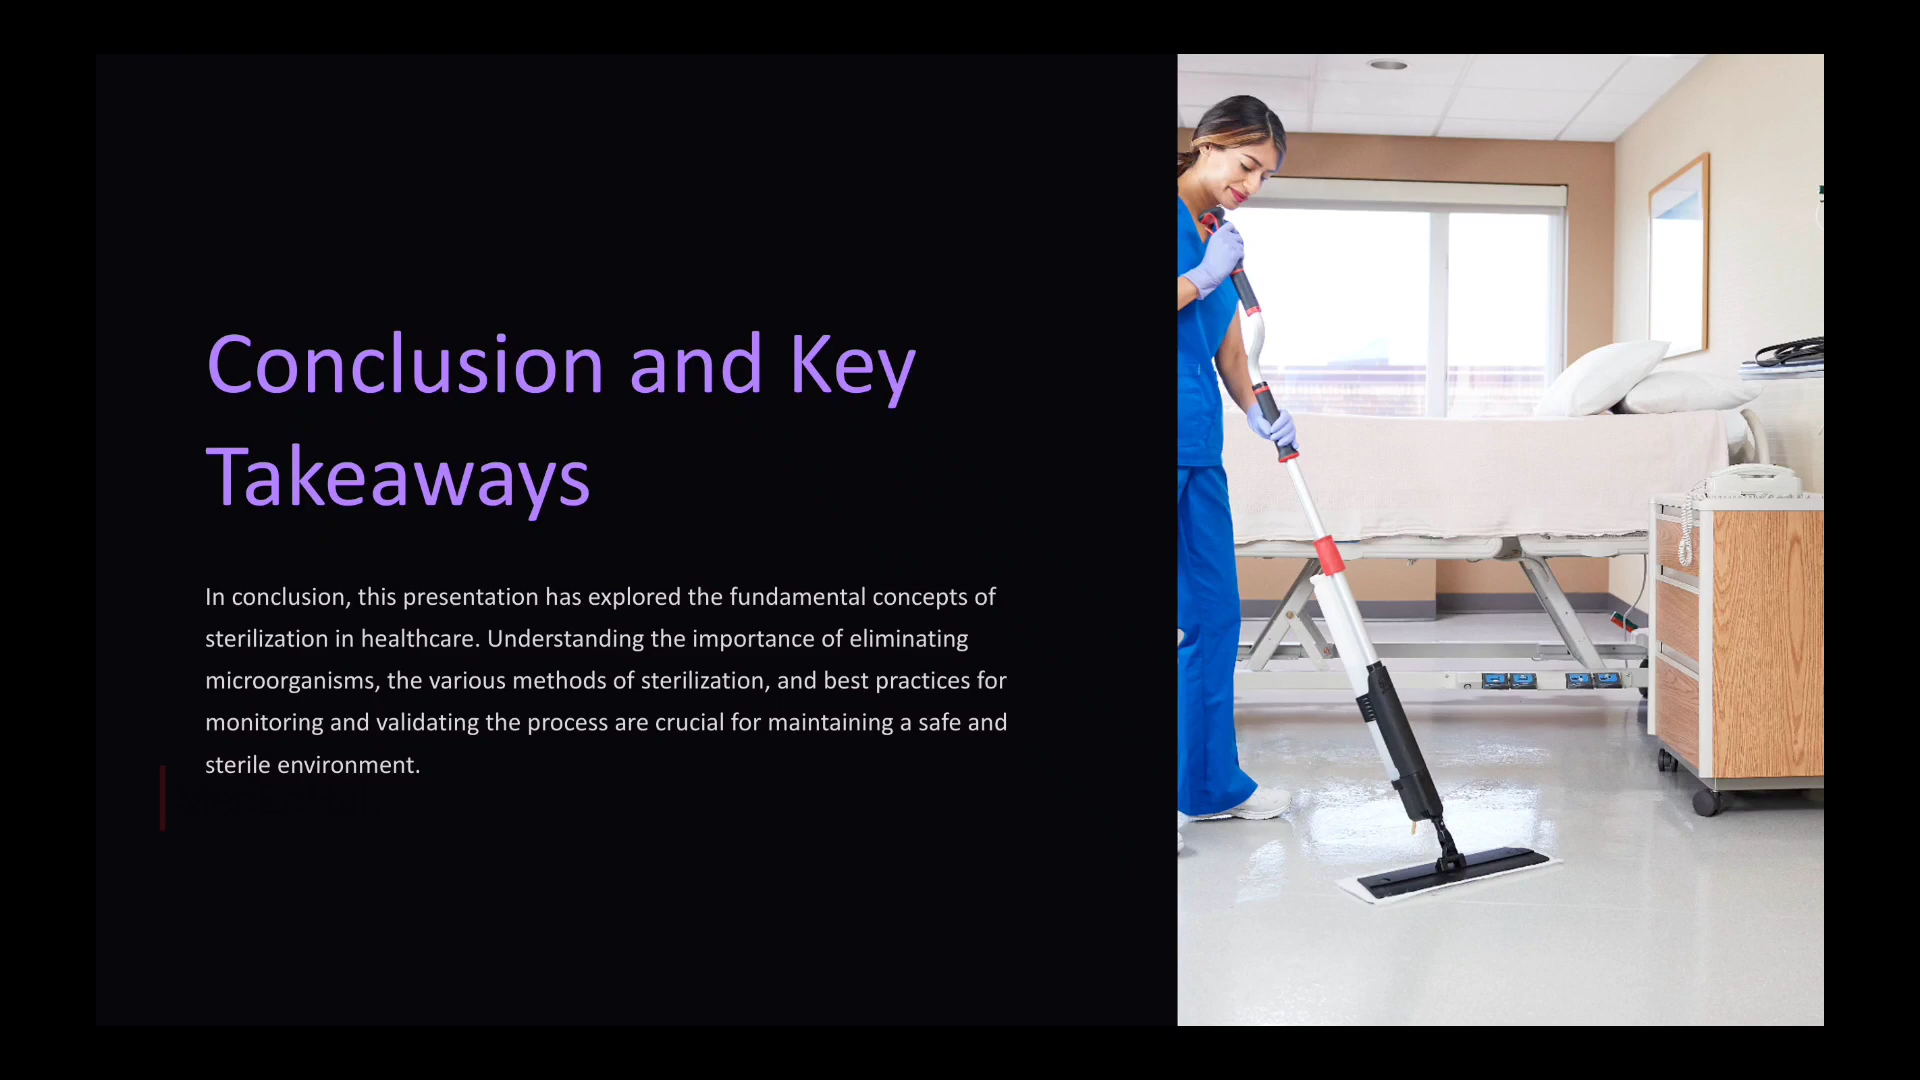 Conclusion and Key
Takeaways
In conclusion, this presentation has explored the fundamental concepts of
sterilization in healthcare. Understanding the importance of eliminating
microorganisms, the various methods of sterilization, and best practices for
monitoring and validating the process are crucial for maintaining a safe and
sterile environment.